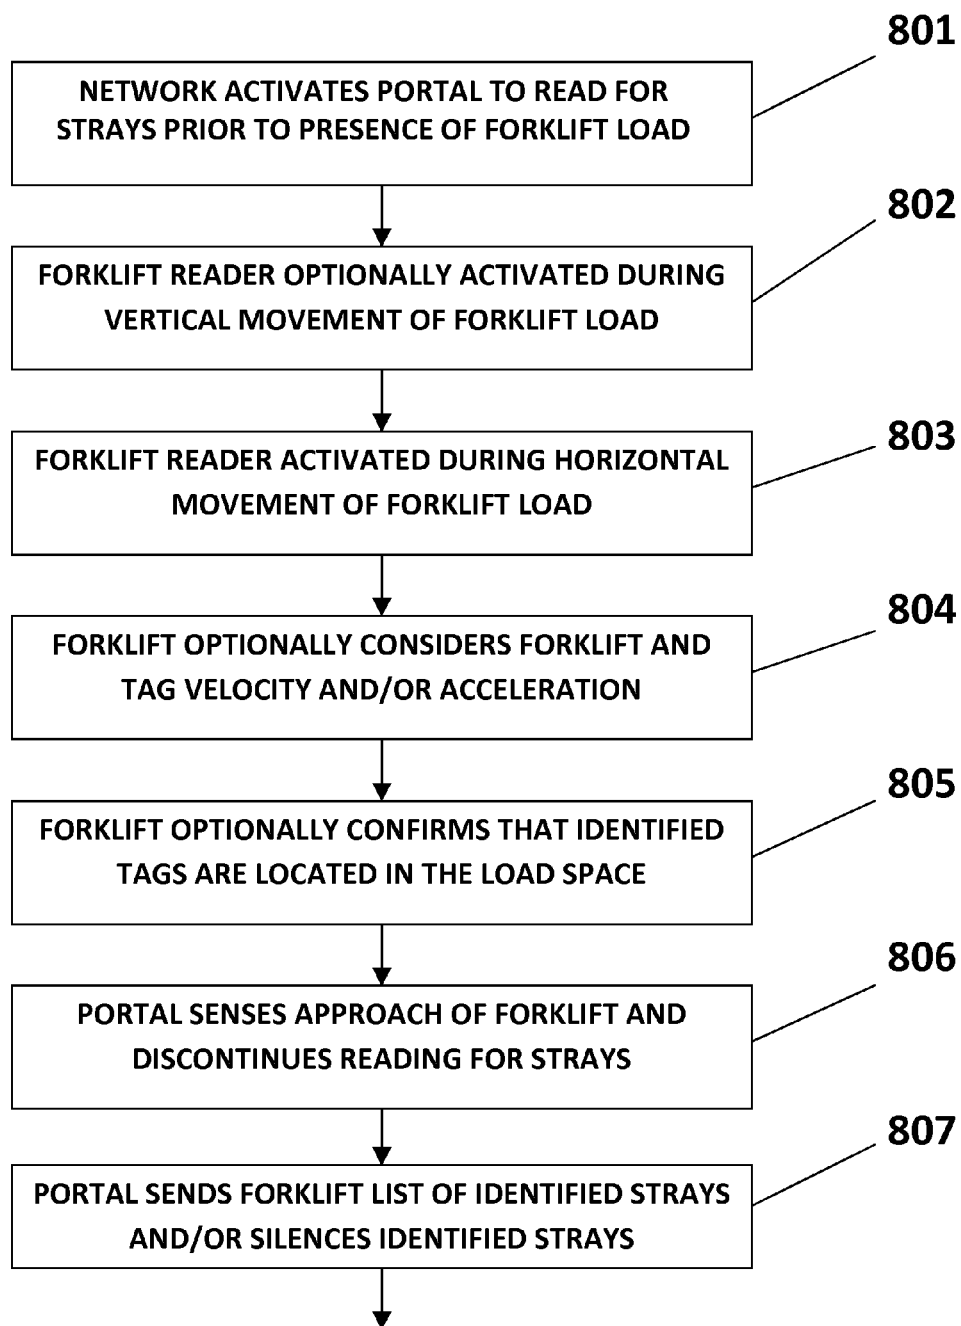 801
NETWORK ACTIVATES PORTAL TO READ FOR
STRAYS PRIOR TO PRESENCE OF FORKLIFT LOAD
802
FORKLIFT READER OPTIONALLY ACTIVATED DURING
VERTICAL MOVEMENT OF FORKLIFT LOAD
803
FORKLIFT READER ACTIVATED DURING HORIZONTAL
MOVEMENT OF FORKLIFT LOAD
804
FORKLIFT OPTIONALLY CONSIDERS FORKLIFT AND
TAG VELOCITY AND/OR ACCELERATION
805
FORKLIFT OPTIONALLY CONFIRMS THAT IDENTIFIED
TAGS ARE LOCATED IN THE LOAD SPACE
806
PORTAL SENSES APPROACH OF FORKLIFT AND
DISCONTINUES READING FOR STRAYS
807
PORTAL SENDS FORKLIFT LIST OF IDENTIFIED STRAYS
AND/OR SILENCES IDENTIFIED STRAYS